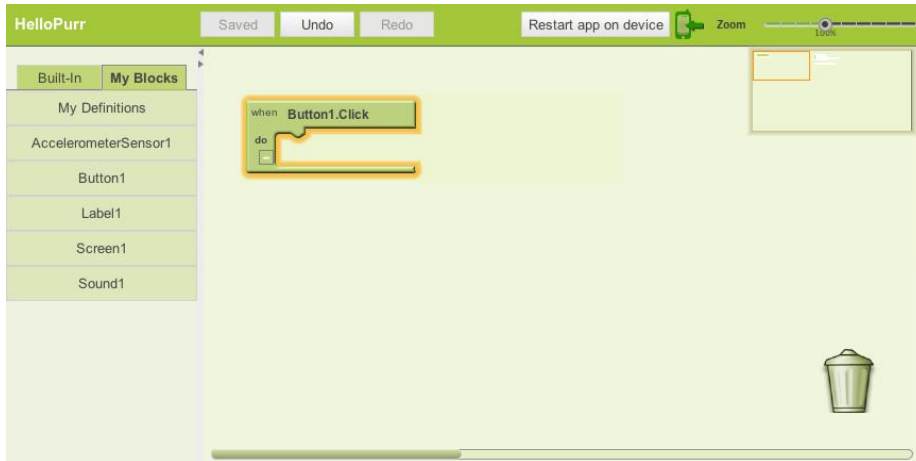 HelloPurr
Saved Undo Redo Restart app on device Zoom
100%
Built-In My Blocks
My Definitions
AccelerometerSensor1
Button1
Label1
Screen1
Sound1
when Button1.Click
do